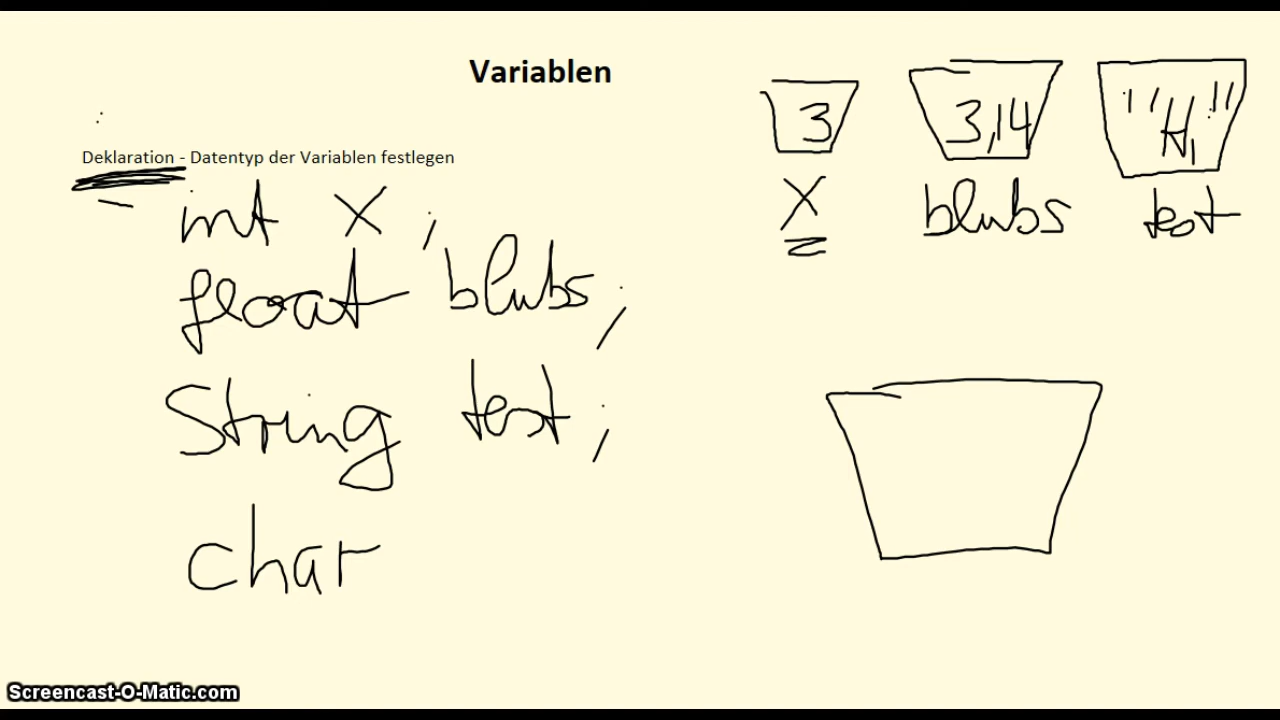 Variablen
3
3,14
"Hi"
x
blubs
test
Deklaration - Datentyp der Variablen festlegen
int x;
float blubs;
String test;
char
Screencast-O-Matic.com